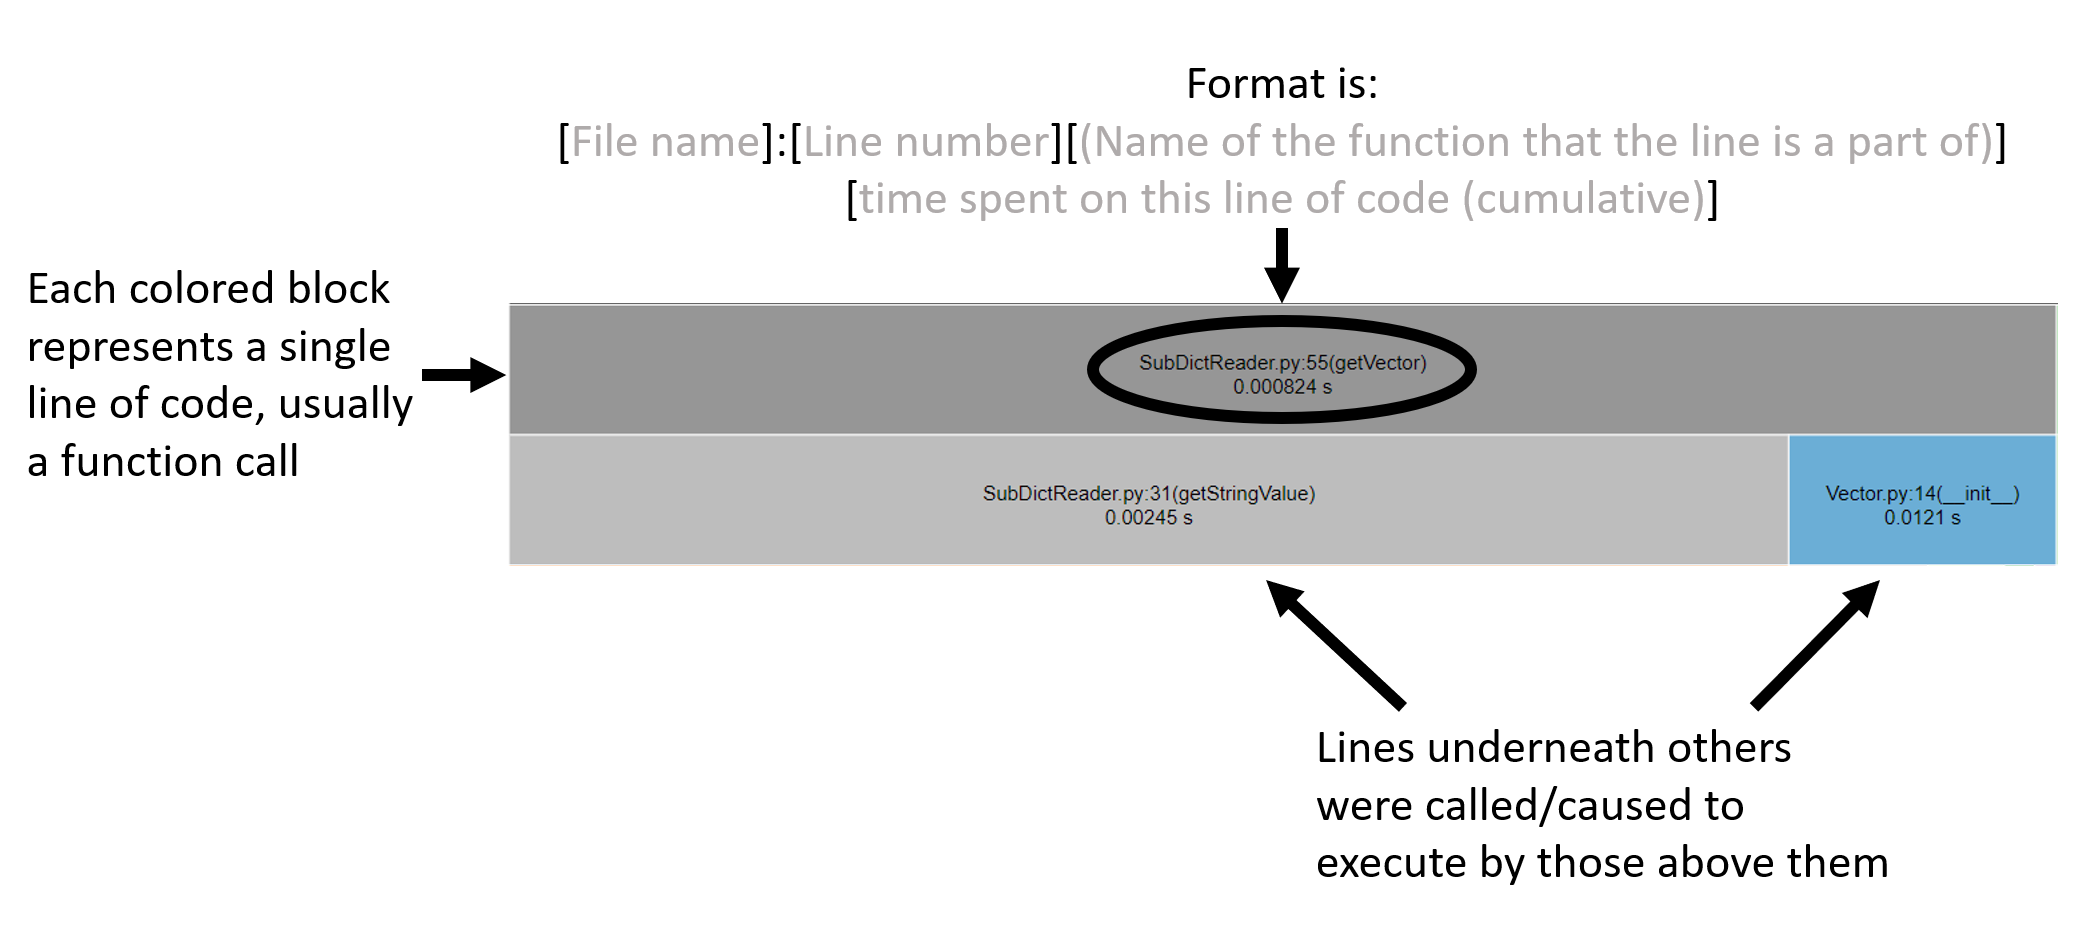 Format is:
[File name]:[Line number][(Name of the function that the line is a part of)]
[time spent on this line of code (cumulative)]
Each colored block
represents a single
line of code, usually
a function call
SubDictReader.py:55(getVector)
0.000824 s
SubDictReader.py:31(getStringValue)
0.00245 s
Vector.py:14(__init__)
0.0121 s
Lines underneath others
were called/caused to
execute by those above them